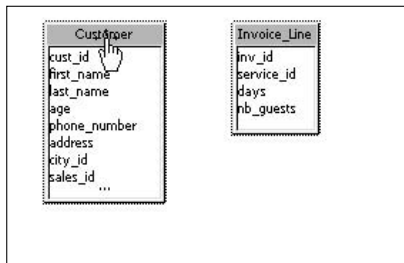 Customer
cust_id
first_name
last_name
age
phone_number
address
city_id
sales_id
...
Invoice_Line
inv_id
service_id
days
nb_guests